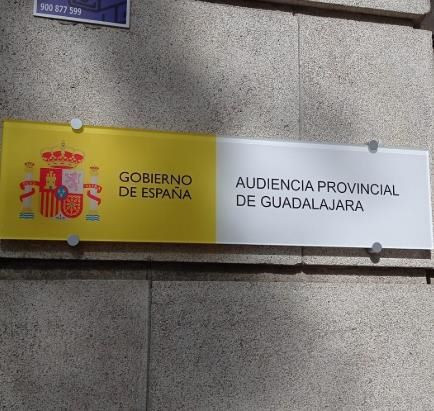 900 877 599
GOBIERNO
DE ESPAÑA
AUDIENCIA PROVINCIAL
DE GUADALAJARA